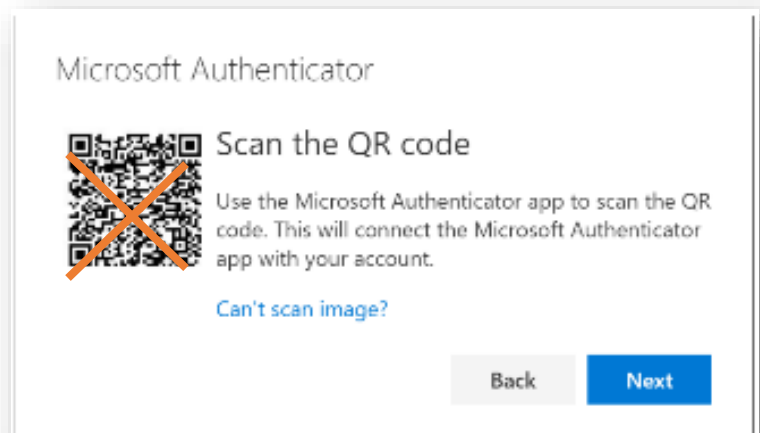 Microsoft Authenticator
Scan the QR code
Use the Microsoft Authenticator app to scan the QR
code. This will connect the Microsoft Authenticator
app with your account.
Can't scan image?
Back
Next